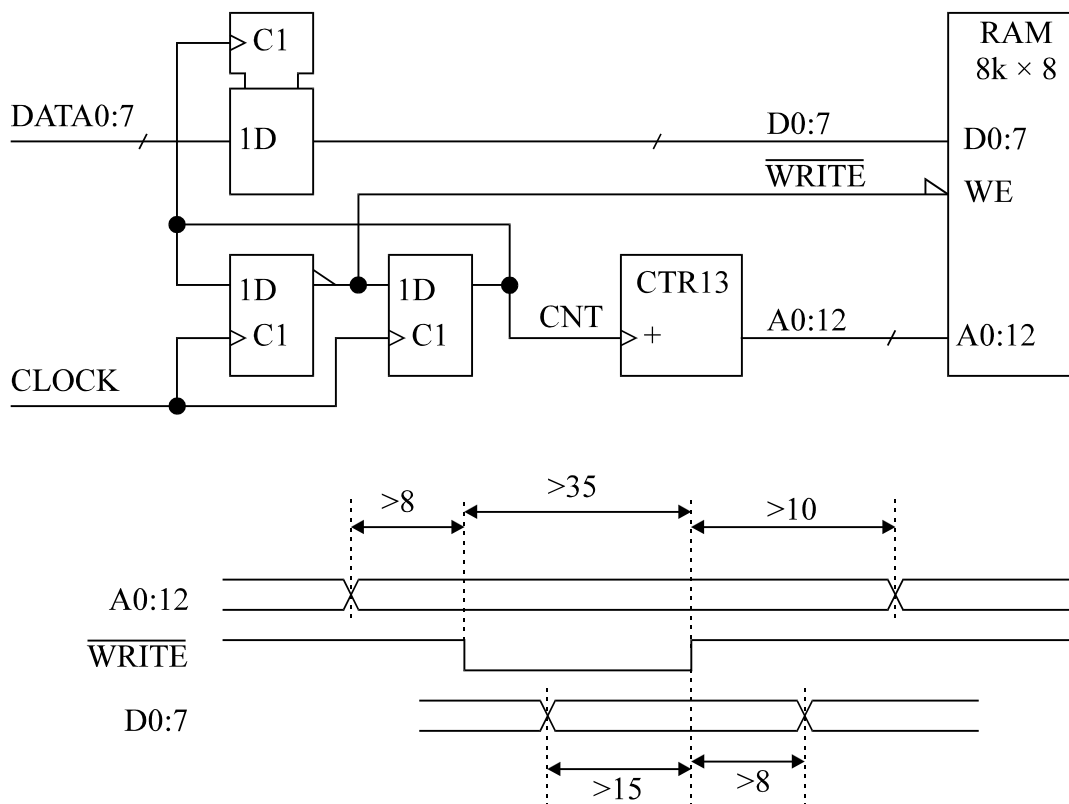 C1
RAM
8k × 8
DATA0:7
1D
D0:7
D0:7
WRITE
WE
1D
1D
CTR13
C1
C1
CNT
+
A0:12
A0:12
CLOCK
>8
>35
>10
A0:12
WRITE
D0:7
>15
>8